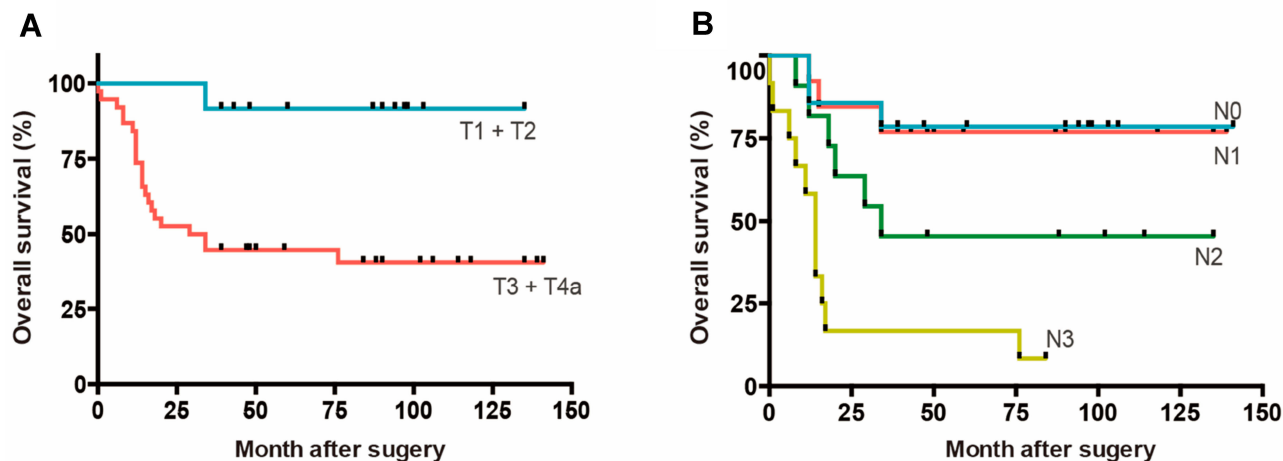 A
Overall survival (%)
100
75
50
25
0
T1 + T2
T3 + T4a
0 25 50 75 100 125 150
Month after sugery
B
Overall survival (%)
100
75
50
25
0
N0
N1
N2
N3
0 25 50 75 100 125 150
Month after sugery